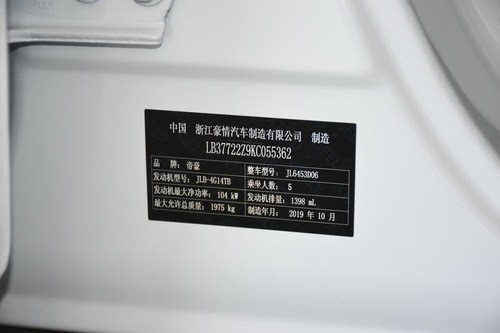 中国 浙江豪情汽车制造有限公司 制造
LB37722Z9KC055362
品 牌: 帝豪 整车型号: JL6453D06
发动机型号: JLB-4G14TB 乘坐人数: 5
发动机最大净功率: 104 kW 发动机排量: 1398 mL
最大允许总质量: 1975 kg 制造年月: 2019 年 10 月